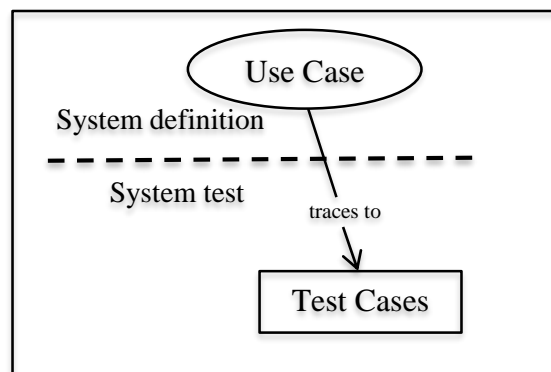 Use Case
System definition
System test
traces to
Test Cases